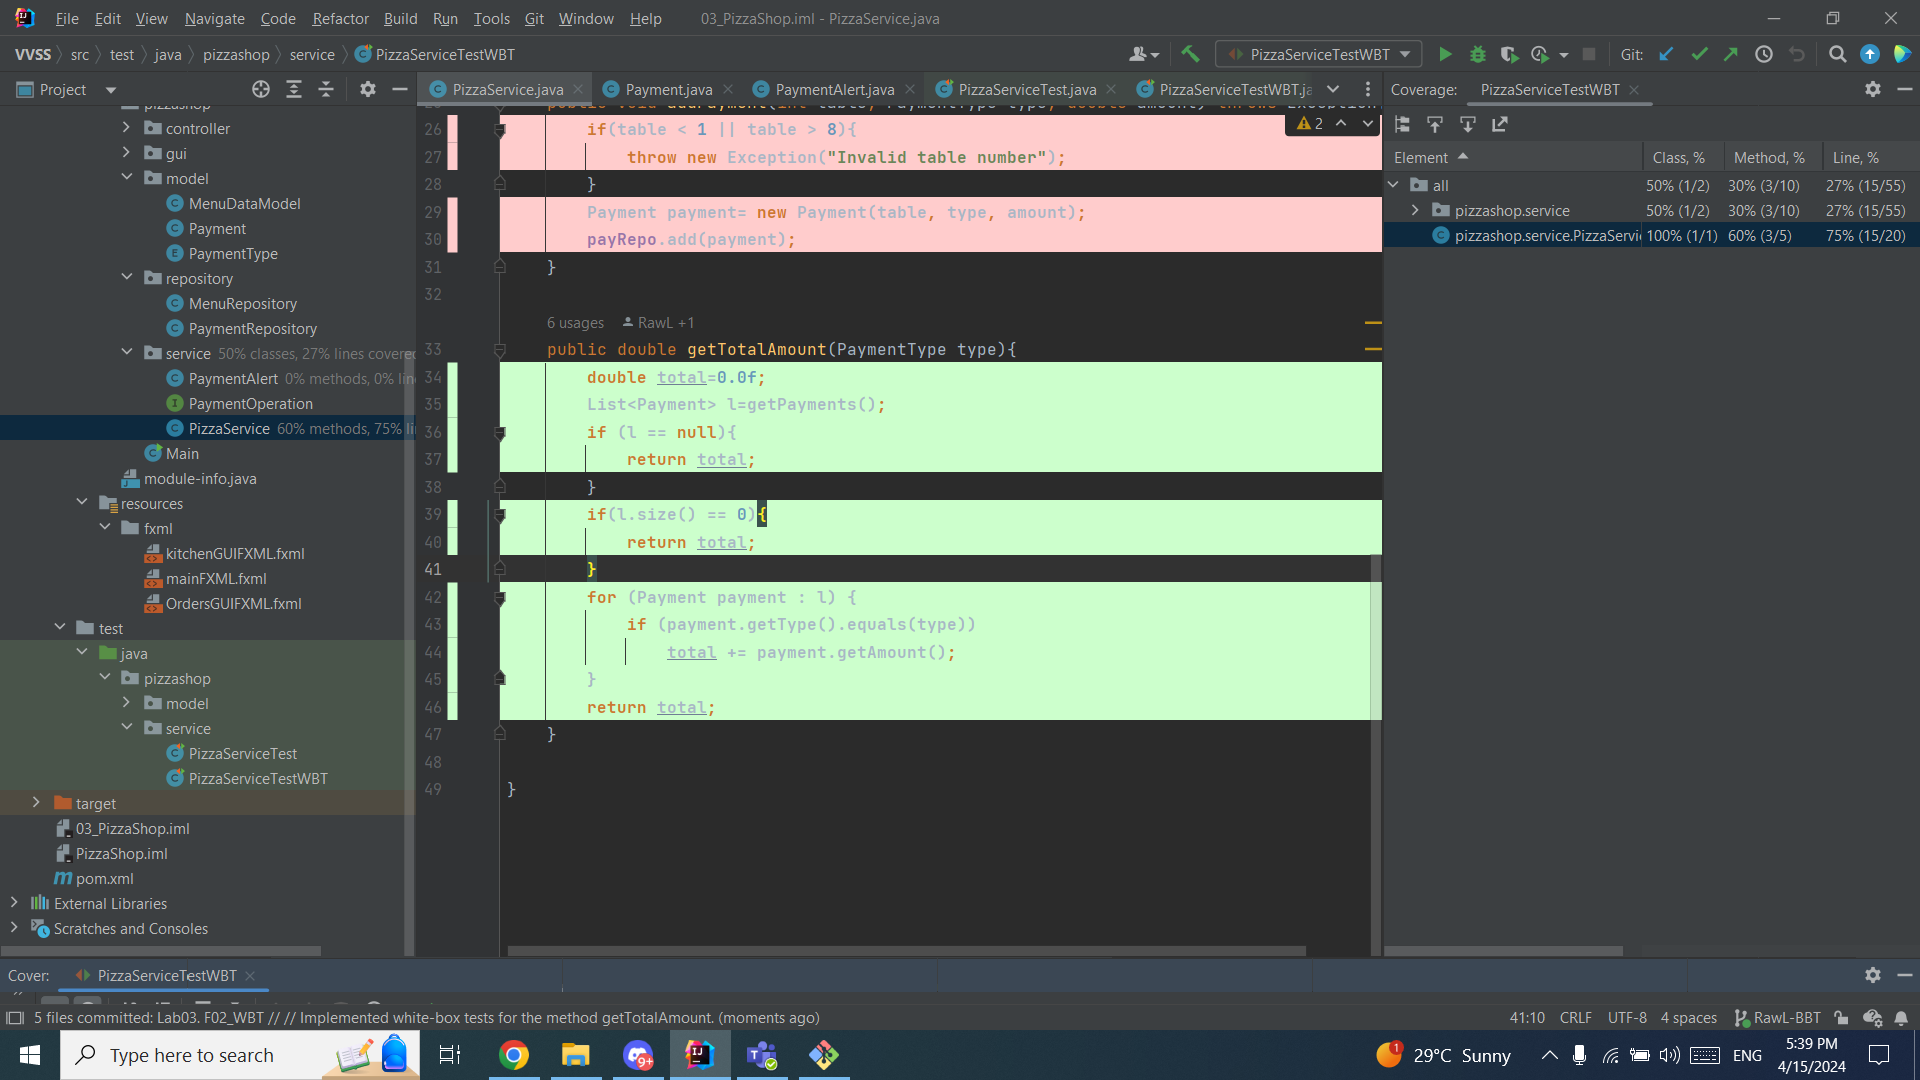 File Edit View Navigate Code Refactor Build Run Tools Git Window Help 03_PizzaShop.iml - PizzaService.java
VVSS src test java pizzashop service PizzaServiceTestWBT
PizzaServiceTestWBT Git:
Project
PizzaService.java Payment.java PaymentAlert.java PizzaServiceTest.java PizzaServiceTestWBT.ja
Coverage: PizzaServiceTestWBT
pizzashop
controller
gui
model
MenuDataModel
Payment
PaymentType
repository
MenuRepository
PaymentRepository
service 50% classes, 27% lines covered
PaymentAlert 0% methods, 0% lin
PaymentOperation
PizzaService 60% methods, 75% li
Main
module-info.java
resources
fxml
kitchenGUIFXML.fxml
mainFXML.fxml
OrdersGUIFXML.fxml
test
java
pizzashop
model
service
PizzaServiceTest
PizzaServiceTestWBT
target
03_PizzaShop.iml
PizzaShop.iml
pom.xml
External Libraries
Scratches and Consoles
2
26 if(table < 1 || table > 8){
27 throw new Exception("Invalid table number");
28 }
29 Payment payment= new Payment(table, type, amount);
30 payRepo.add(payment);
31 }
32
6 usages RawL +1
33 public double getTotalAmount(PaymentType type){
34 double total=0.0f;
35 List<Payment> l=getPayments();
36 if (l == null){
37 return total;
38 }
39 if(l.size() == 0){
40 return total;
41 }
42 for (Payment payment : l) {
43 if (payment.getType().equals(type))
44 total += payment.getAmount();
45 }
46 return total;
47 }
48
49 }
Element Class, % Method, % Line, %
all 50% (1/2) 30% (3/10) 27% (15/55)
pizzashop.service 50% (1/2) 30% (3/10) 27% (15/55)
pizzashop.service.PizzaServi 100% (1/1) 60% (3/5) 75% (15/20)
Cover: PizzaServiceTestWBT
5 files committed: Lab03. F02_WBT // // Implemented white-box tests for the method getTotalAmount. (moments ago)
41:10 CRLF UTF-8 4 spaces RawL-BBT
Type here to search
9+
1
29°C Sunny
ENG
5:39 PM
4/15/2024